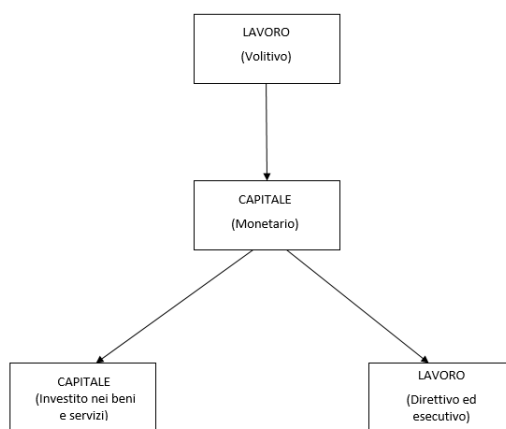 LAVORO
(Volitivo)
CAPITALE
(Monetario)
CAPITALE
(Investito nei beni
e servizi)
LAVORO
(Direttivo ed
esecutivo)